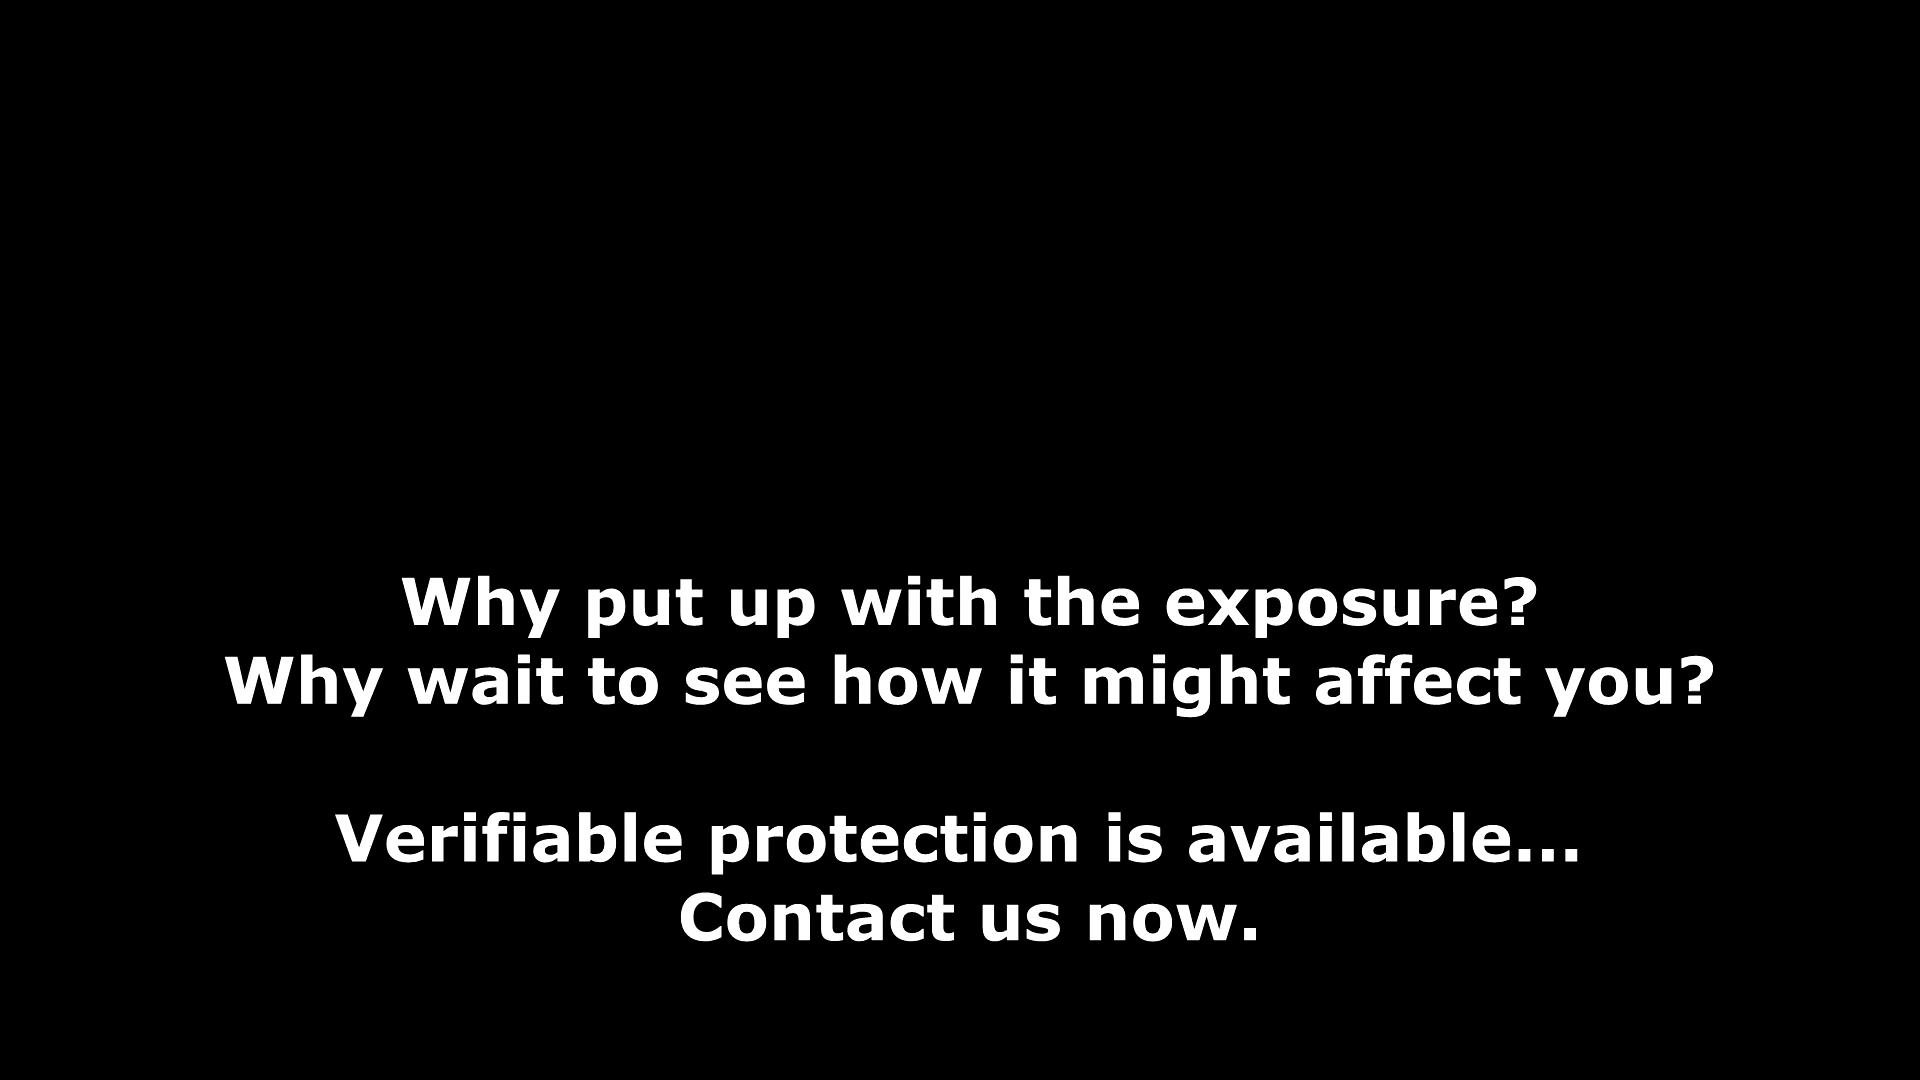 Why put up with the exposure?
Why wait to see how it might affect you?
Verifiable protection is available...
Contact us now.